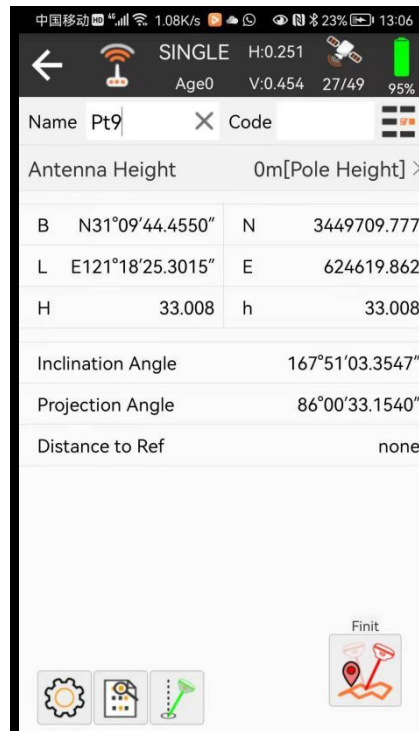 中国移动 HD 46 1.08K/s 23% 13:06
SINGLE H:0.251
Age0 V:0.454 27/49 95%
Name Pt9 Code
Antenna Height 0m[Pole Height]
B N31°09′44.4550″ N 3449709.777
L E121°18′25.3015″ E 624619.862
H 33.008 h 33.008
Inclination Angle 167°51′03.3547″
Projection Angle 86°00′33.1540″
Distance to Ref none
Finit